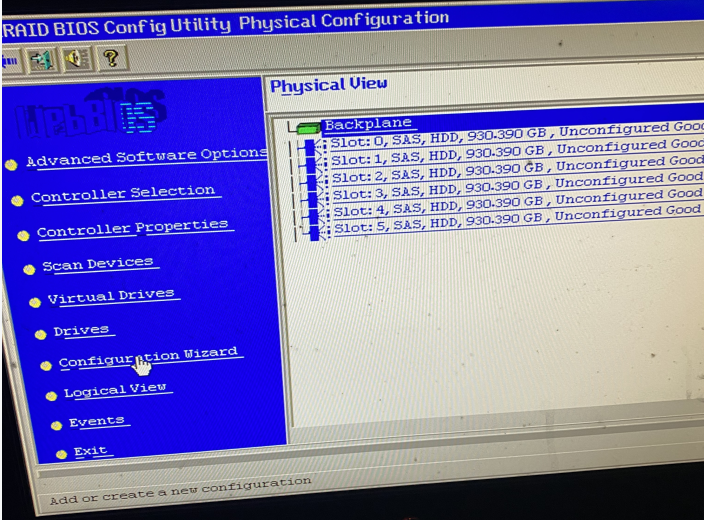 RAID BIOS Config Utility Physical Configuration
?
WebBIOS
Physical View
Backplane
Slot: 0, SAS, HDD, 930.390 GB, Unconfigured Good
Slot: 1, SAS, HDD, 930.390 GB, Unconfigured Good
Slot: 2, SAS, HDD, 930.390 GB, Unconfigured Good
Slot: 3, SAS, HDD, 930.390 GB, Unconfigured Good
Slot: 4, SAS, HDD, 930.390 GB, Unconfigured Good
Slot: 5, SAS, HDD, 930.390 GB, Unconfigured Good
Advanced Software Options
Controller Selection
Controller Properties
Scan Devices
Virtual Drives
Drives
Configuration Wizard
Logical View
Events
Exit
Add or create a new configuration